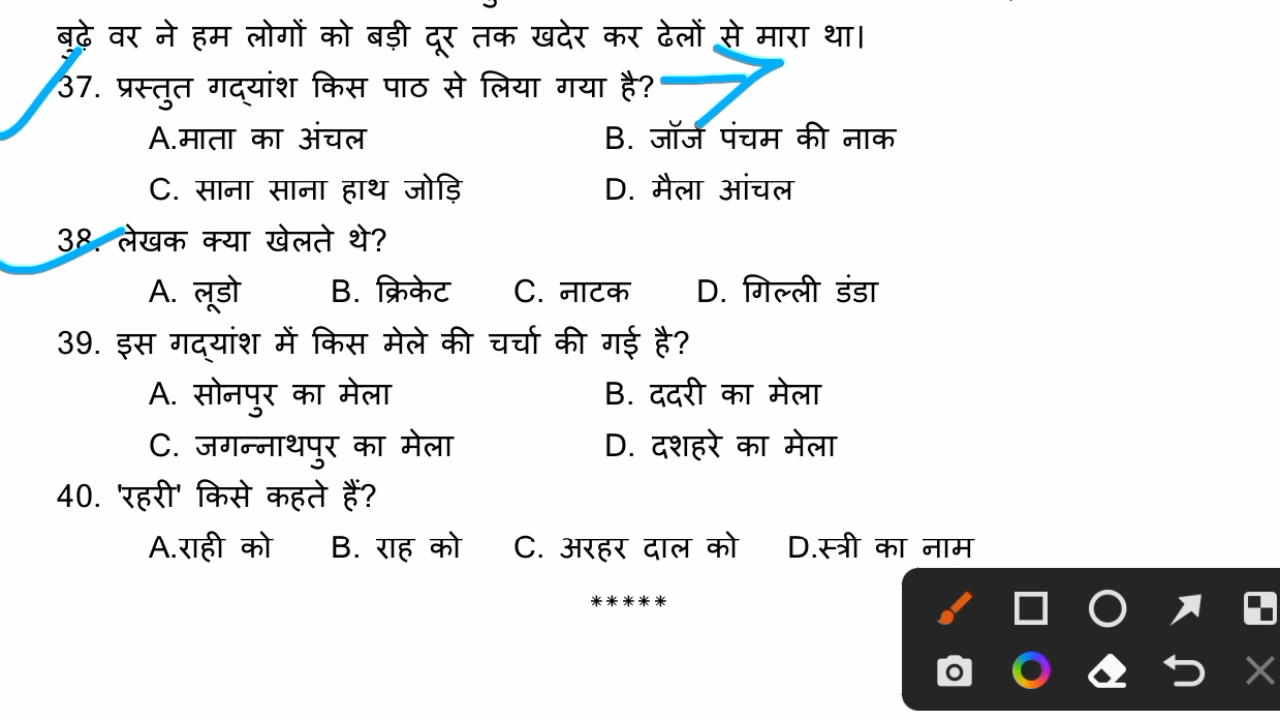 बुढ़े वर ने हम लोगों को बड़ी दूर तक खदेर कर ढेलों से मारा था।
37. प्रस्तुत गद्यांश किस पाठ से लिया गया है?
A.माता का अंचल B. जॉर्ज पंचम की नाक
C. साना साना हाथ जोड़ि D. मैला आंचल
38. लेखक क्या खेलते थे?
A. लूडो B. क्रिकेट C. नाटक D. गिल्ली डंडा
39. इस गद्यांश में किस मेले की चर्चा की गई है?
A. सोनपुर का मेला B. ददरी का मेला
C. जगन्नाथपुर का मेला D. दशहरे का मेला
40. 'रहरी' किसे कहते हैं?
A.राही को B. राह को C. अरहर दाल को D.स्त्री का नाम
*****